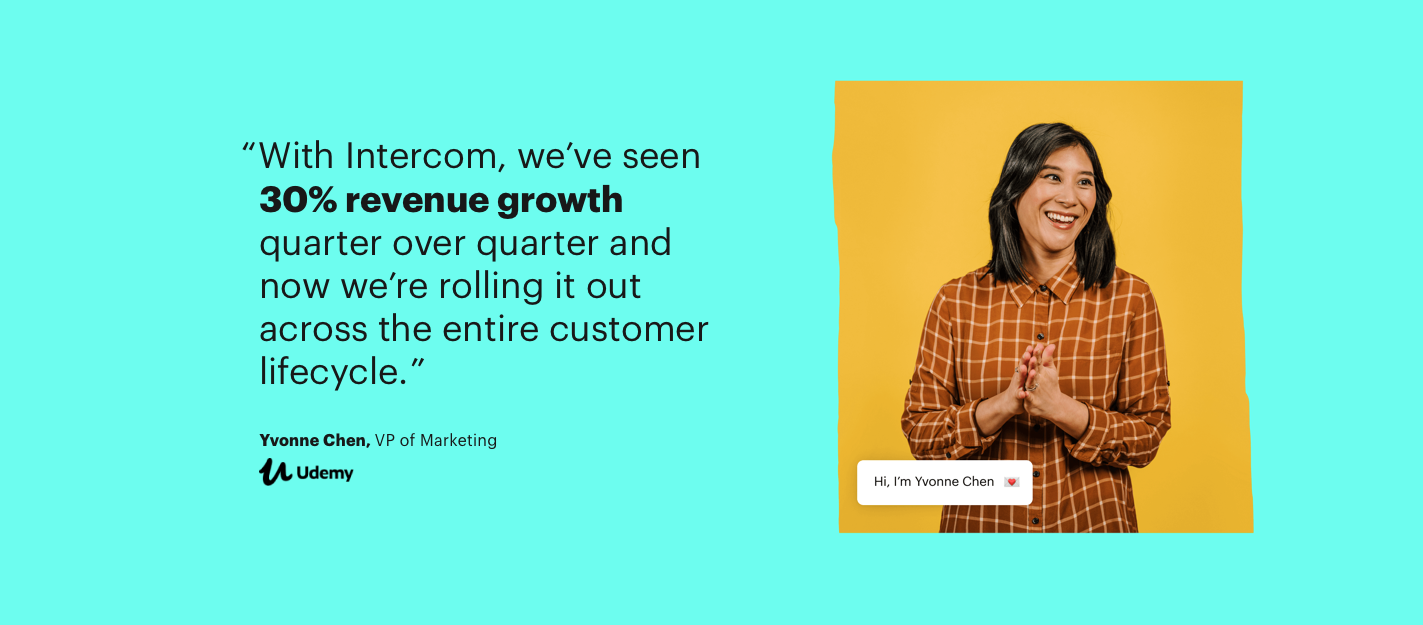 “With Intercom, we’ve seen
30% revenue growth
quarter over quarter and
now we’re rolling it out
across the entire customer
lifecycle.”
Yvonne Chen, VP of Marketing
Udemy
Hi, I’m Yvonne Chen 💌